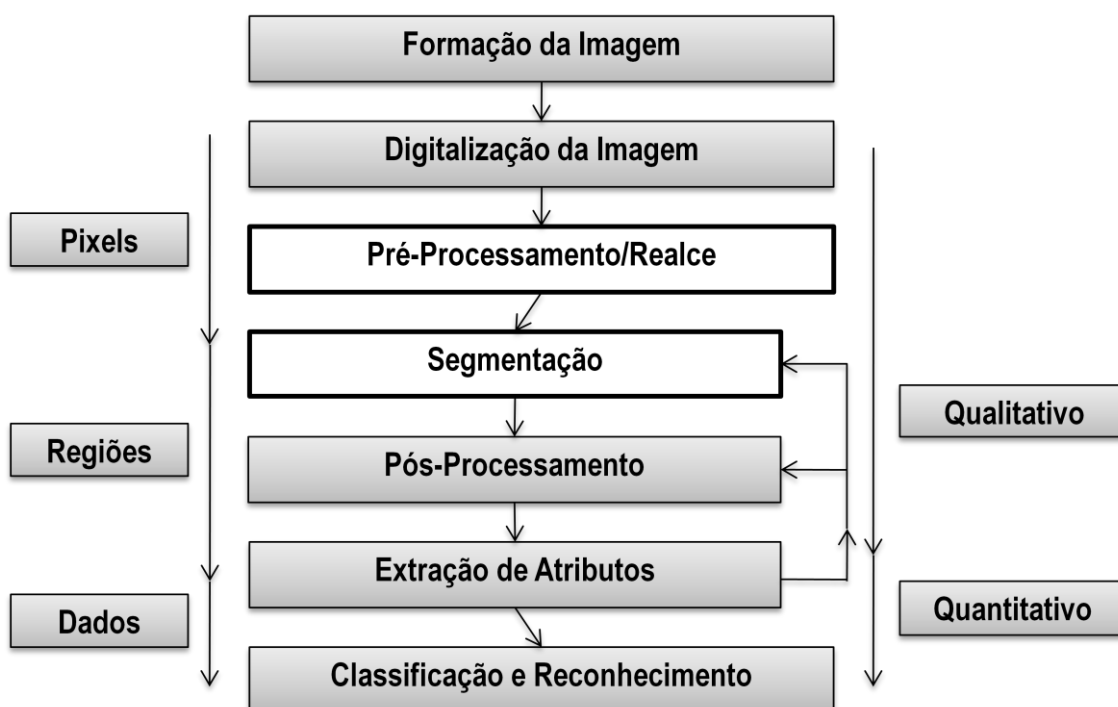 Formação da Imagem
Digitalização da Imagem
Pixels
Pré-Processamento/Realce
Segmentação
Qualitativo
Regiões
Pós-Processamento
Extração de Atributos
Dados
Quantitativo
Classificação e Reconhecimento